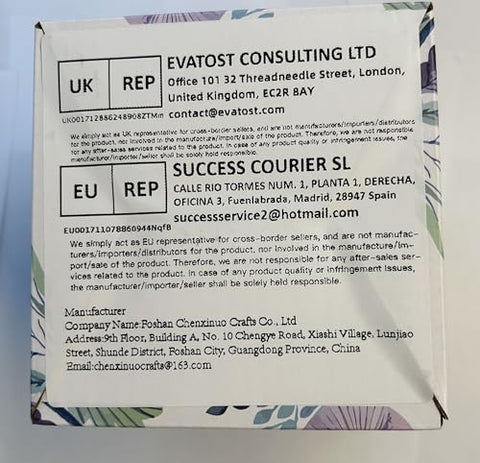 UK REP
EVATOST CONSULTING LTD
Office 101 32 Threadneedle Street, London,
United Kingdom, EC2R 8AY
contact@evatost.com
UK00171288624890BZTMm
We simply act as UK representative for cross-border sellers, and are not manufacturers/importers/distributors
for the product, nor involved in the manufacture/import/sale of the product. Therefore, we are not responsible
for any after-sales services related to the product. In case of any product quality or infringement issues, the
manufacturer/importer/seller shall be solely held responsible.
EU REP
SUCCESS COURIER SL
CALLE RIO TORMES NUM. 1, PLANTA 1, DERECHA,
OFICINA 3, Fuenlabrada, Madrid, 28947 Spain
successservice2@hotmail.com
EU001711078860944NqfB
We simply act as EU representative for cross-border sellers, and are not manufac-
turers/importers/distributors for the product, nor involved in the manufacture/im-
port/sale of the product. Therefore, we are not responsible for any after-sales ser-
vices related to the product. In case of any product quality or infringement issues,
the manufacturer/importer/seller shall be solely held responsible.
Manufacturer
Company Name:Foshan Chenxinuo Crafts Co., Ltd
Address:9th Floor, Building A, No. 10 Chengye Road, Xiashi Village, Lunjiao
Street, Shunde District, Foshan City, Guangdong Province, China
Email:chenxinuocrafts@163.com